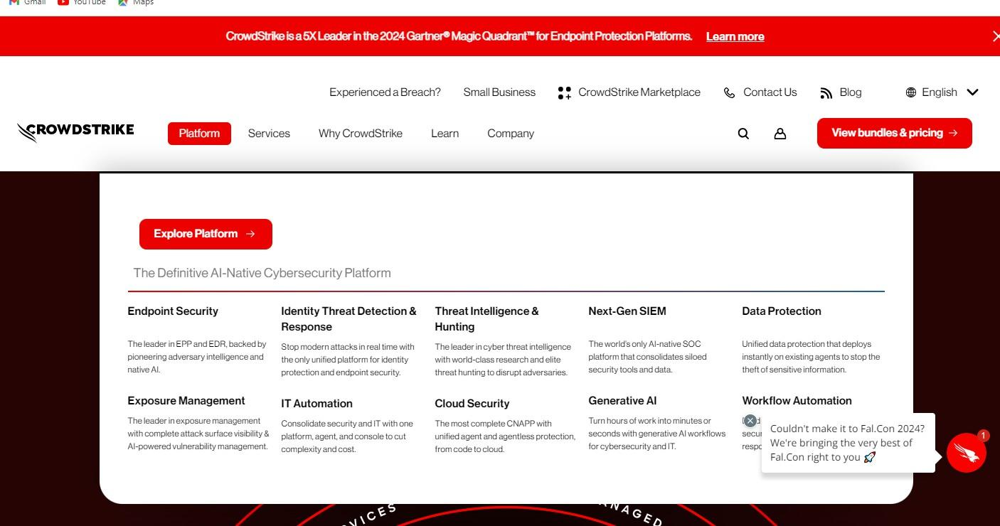 Gmail
YouTube
Maps
CrowdStrike is a 5X Leader in the 2024 Gartner® Magic Quadrant™ for Endpoint Protection Platforms. Learn more
Experienced a Breach?
Small Business
CrowdStrike Marketplace
Contact Us
Blog
English
CROWDSTRIKE
Platform
Services
Why CrowdStrike
Learn
Company
View bundles & pricing →
Explore Platform →
The Definitive AI-Native Cybersecurity Platform
Endpoint Security
The leader in EPP and EDR, backed by
pioneering adversary intelligence and
native AI.
Identity Threat Detection &
Response
Stop modern attacks in real time with
the only unified platform for identity
protection and endpoint security.
Threat Intelligence &
Hunting
The leader in cyber threat intelligence
with world-class research and elite
threat hunting to disrupt adversaries.
Next-Gen SIEM
The world's only AI-native SOC
platform that consolidates siloed
security tools and data.
Data Protection
Unified data protection that deploys
instantly on existing agents to stop the
theft of sensitive information.
Exposure Management
The leader in exposure management
with complete attack surface visibility &
AI-powered vulnerability management.
IT Automation
Consolidate security and IT with one
platform, agent, and console to cut
complexity and cost.
Cloud Security
The most complete CNAPP with
unified agent and agentless protection,
from code to cloud.
Generative AI
Turn hours of work into minutes or
seconds with generative AI workflows
for cybersecurity and IT.
Workflow Automation
Couldn't make it to Fal.Con 2024?
We're bringing the very best of
Fal.Con right to you 🚀
1